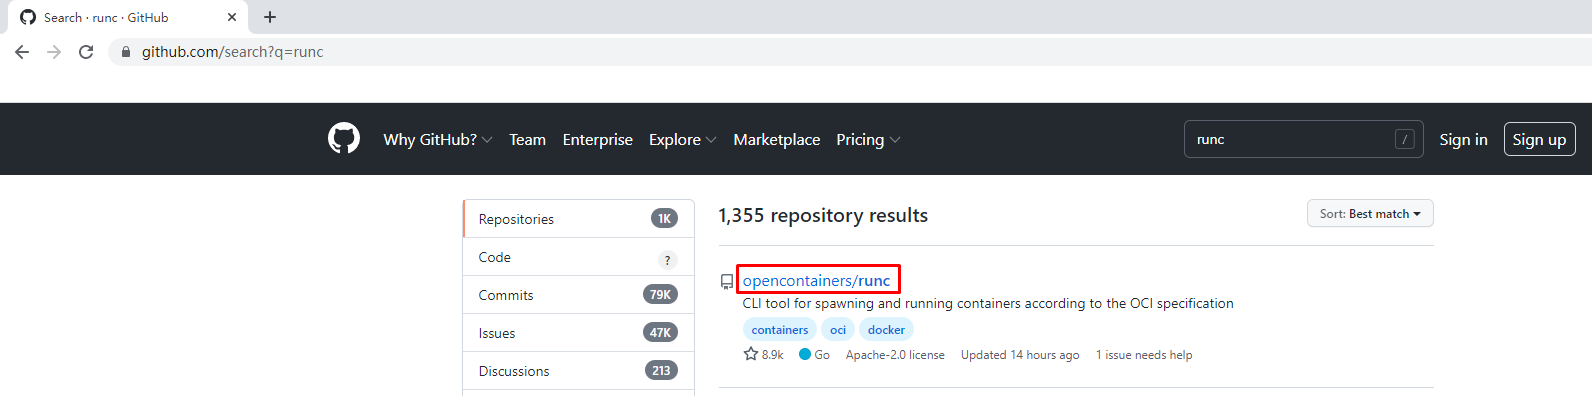 Search · runc · GitHub
github.com/search?q=runc
Why GitHub? Team Enterprise Explore Marketplace Pricing runc / Sign in Sign up
Repositories 1K
Code ?
Commits 79K
Issues 47K
Discussions 213
1,355 repository results
Sort: Best match
opencontainers/runc
CLI tool for spawning and running containers according to the OCI specification
containers oci docker
8.9k Go Apache-2.0 license Updated 14 hours ago 1 issue needs help